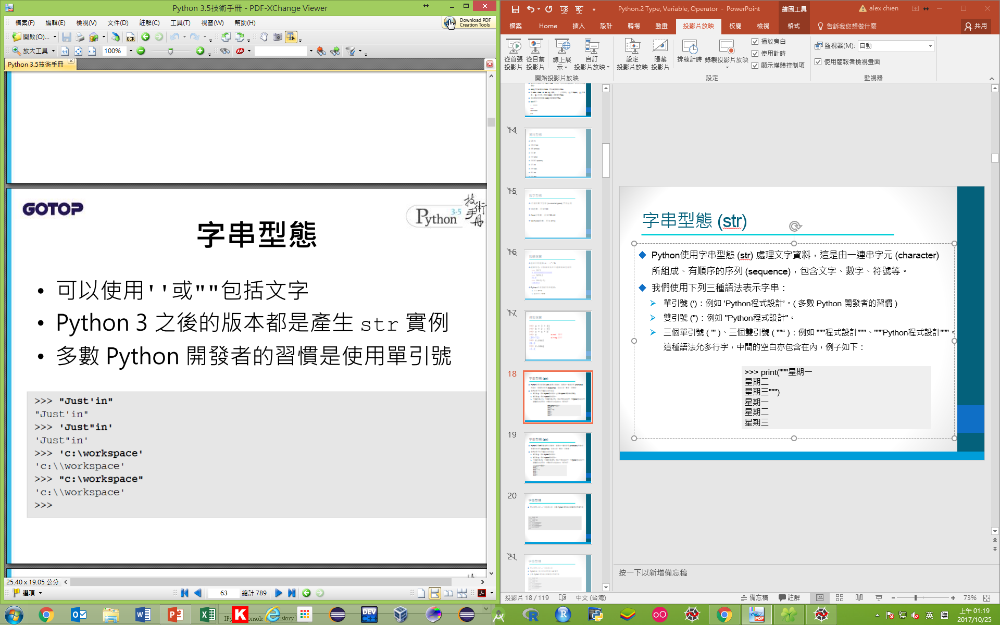 Python 3.5技術手冊 - PDF-XChange Viewer
檔案(F) 編輯(E) 檢視(V) 文件(D) 註解(C) 工具(T) 視窗(W) 幫助(H)
Download PDF
Creation Tools
開啟(O)...
OCR
放大工具
100%
Python 3.5技術手冊
GOTOP
Python 3.5 技術手冊
字串型態
• 可以使用''或""包括文字
• Python 3 之後的版本都是產生 str 實例
• 多數 Python 開發者的習慣是使用單引號
>>> "Just'in"
"Just'in"
>>> 'Just"in'
'Just"in'
>>> 'c:\workspace'
'c:\\workspace'
>>> "c:\workspace"
'c:\\workspace'
>>>
25.40 x 19.05 公分
選項
63
總計 789
Python.2 Type, Variable, Operator - PowerPoint
繪圖工具
alex chien
檔案 Home 插入 設計 轉場 動畫 投影片放映 校閱 檢視 格式 告訴我您想做什麼 共用
從首張
投影片
從目前
投影片
線上展
示
自訂
投影片放映
開始投影片放映
設定
投影片放映
隱藏
投影片
排練計時
錄製投影片放映
播放旁白
使用計時
顯示媒體控制項
設定
監視器(M): 自動
使用簡報者檢視畫面
監視器
14
15
16
17
18
19
20
21
字串型態 (str)
Python使用字串型態 (str) 處理文字資料，這是由一連串字元 (character)
所組成、有順序的序列 (sequence)，包含文字、數字、符號等。
我們使用下列三種語法表示字串：
單引號 (')：例如 ’Python程式設計’。( 多數 Python 開發者的習慣 )
雙引號 (")：例如 "Python程式設計"。
三個單引號 ( ''' )、三個雙引號 ( """ )：例如 """程式設計"""、"""Python程式設計"""。
這種語法允多行字，中間的空白亦包含在內，例子如下：
>>> print("""星期一
星期二
星期三""")
星期一
星期二
星期三
按一下以新增備忘稿
投影片 18 / 119
中文 (台灣)
備忘稿
註解
73%
DEV
英
上午 01:19
2017/10/25